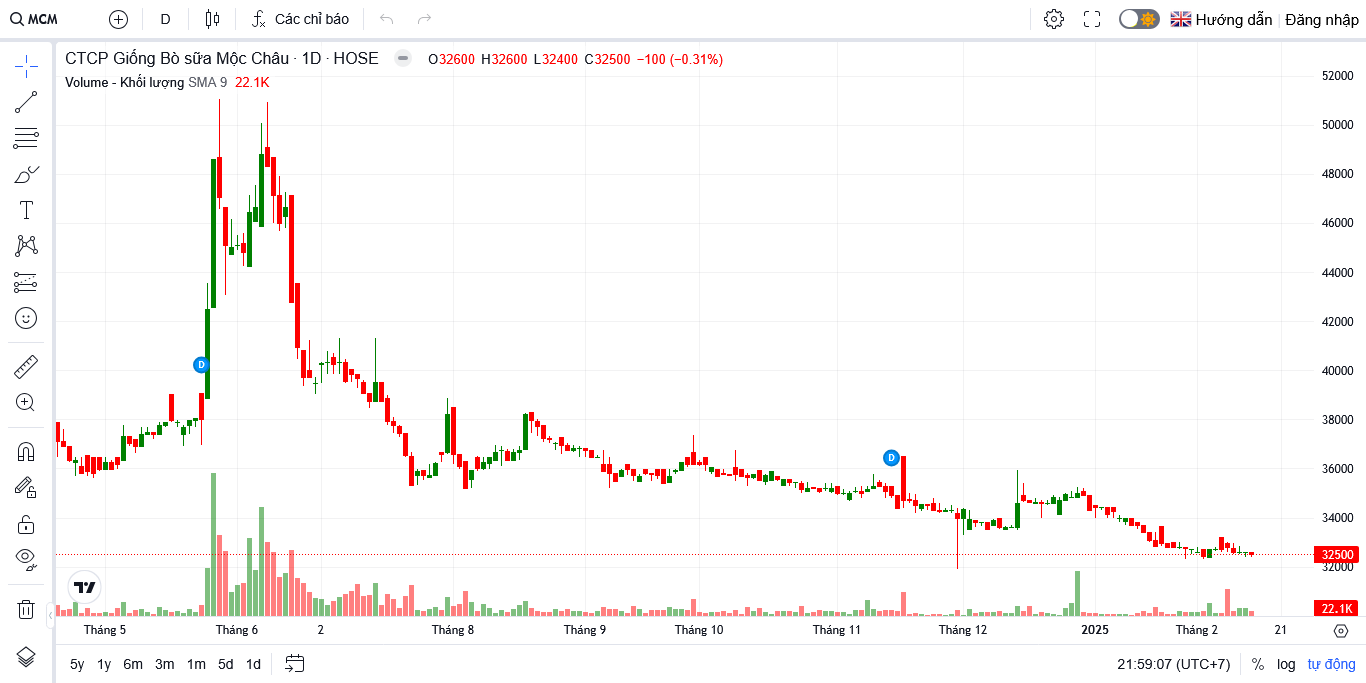 MCM D Các chỉ báo Hướng dẫn Đăng nhập
CTCP Giống Bò sữa Mộc Châu · 1D · HOSE O32600 H32600 L32400 C32500 −100 (−0.31%)
Volume - Khối lượng SMA 9 22.1K
52000
50000
48000
46000
44000
42000
40000
38000
36000
34000
32500
32000
22.1K
D
D
Tháng 5 Tháng 6 2 Tháng 8 Tháng 9 Tháng 10 Tháng 11 Tháng 12 2025 Tháng 2 21
5y 1y 6m 3m 1m 5d 1d 21:59:07 (UTC+7) % log tự động